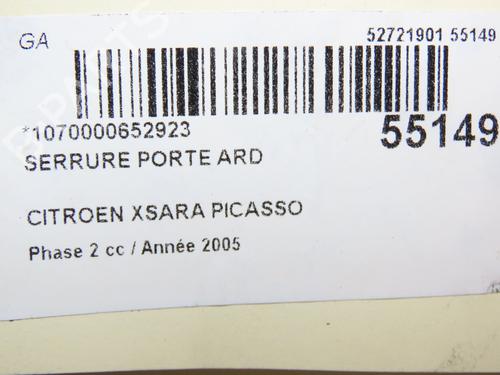 GA
52721901 55149
*1070000652923
55149
SERRURE PORTE ARD
CITROEN XSARA PICASSO
Phase 2 cc / Année 2005